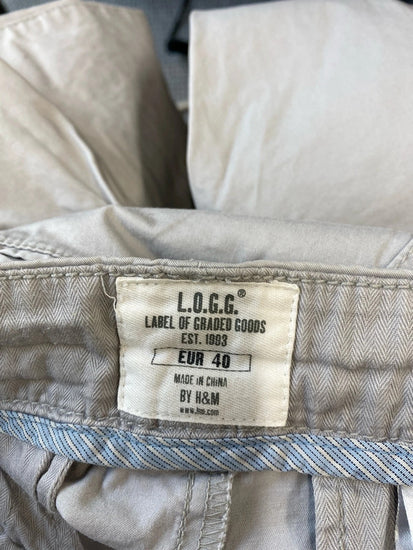 L.O.G.G.®
LABEL OF GRADED GOODS
EST. 1993
EUR 40
MADE IN CHINA
BY H&M
www.hm.com